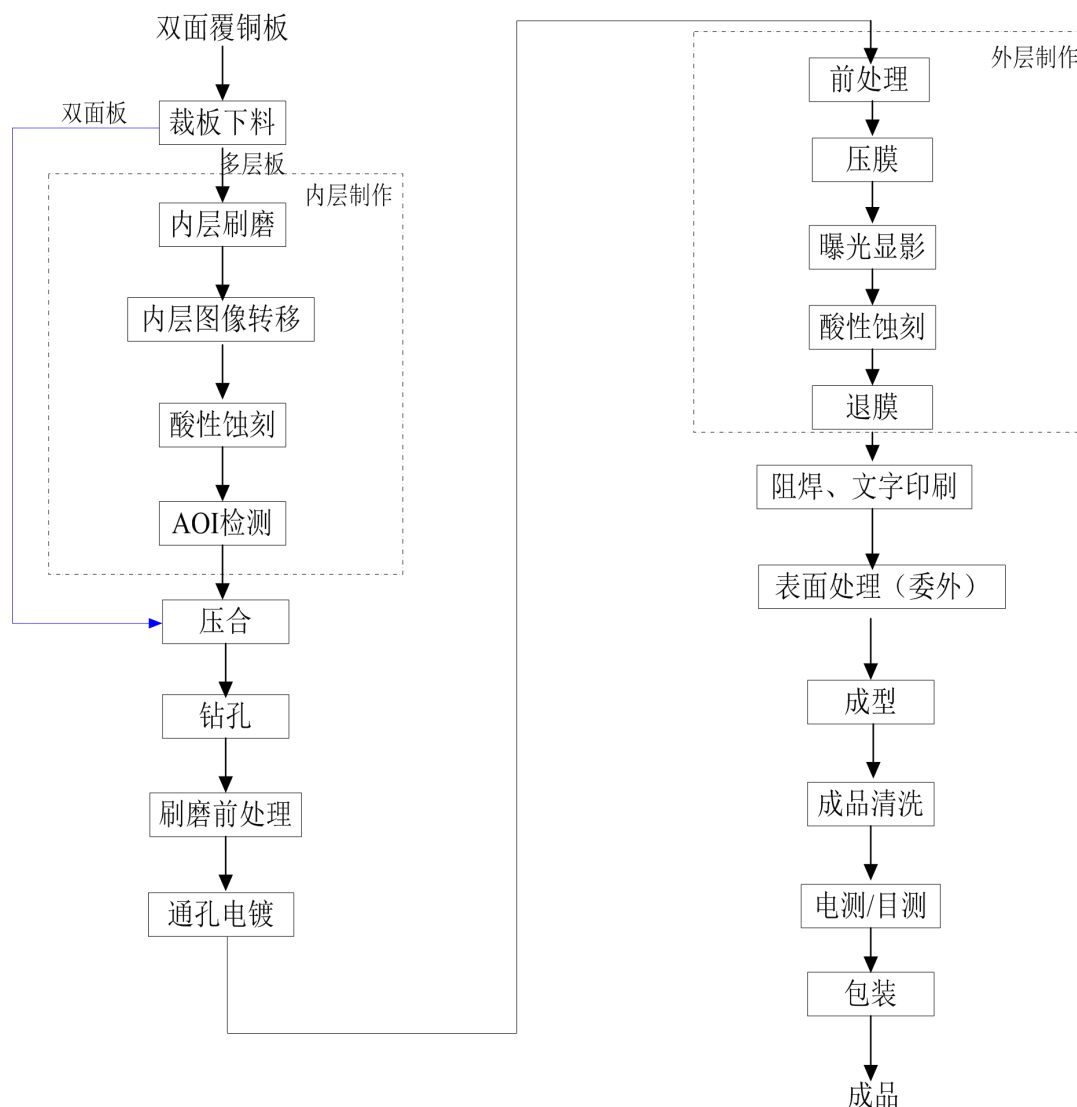 双面覆铜板
双面板
裁板下料
多层板
内层制作
内层刷磨
内层图像转移
酸性蚀刻
AOI检测
压合
钻孔
刷磨前处理
通孔电镀
外层制作
前处理
压膜
曝光显影
酸性蚀刻
退膜
阻焊、文字印刷
表面处理（委外）
成型
成品清洗
电测/目测
包装
成品